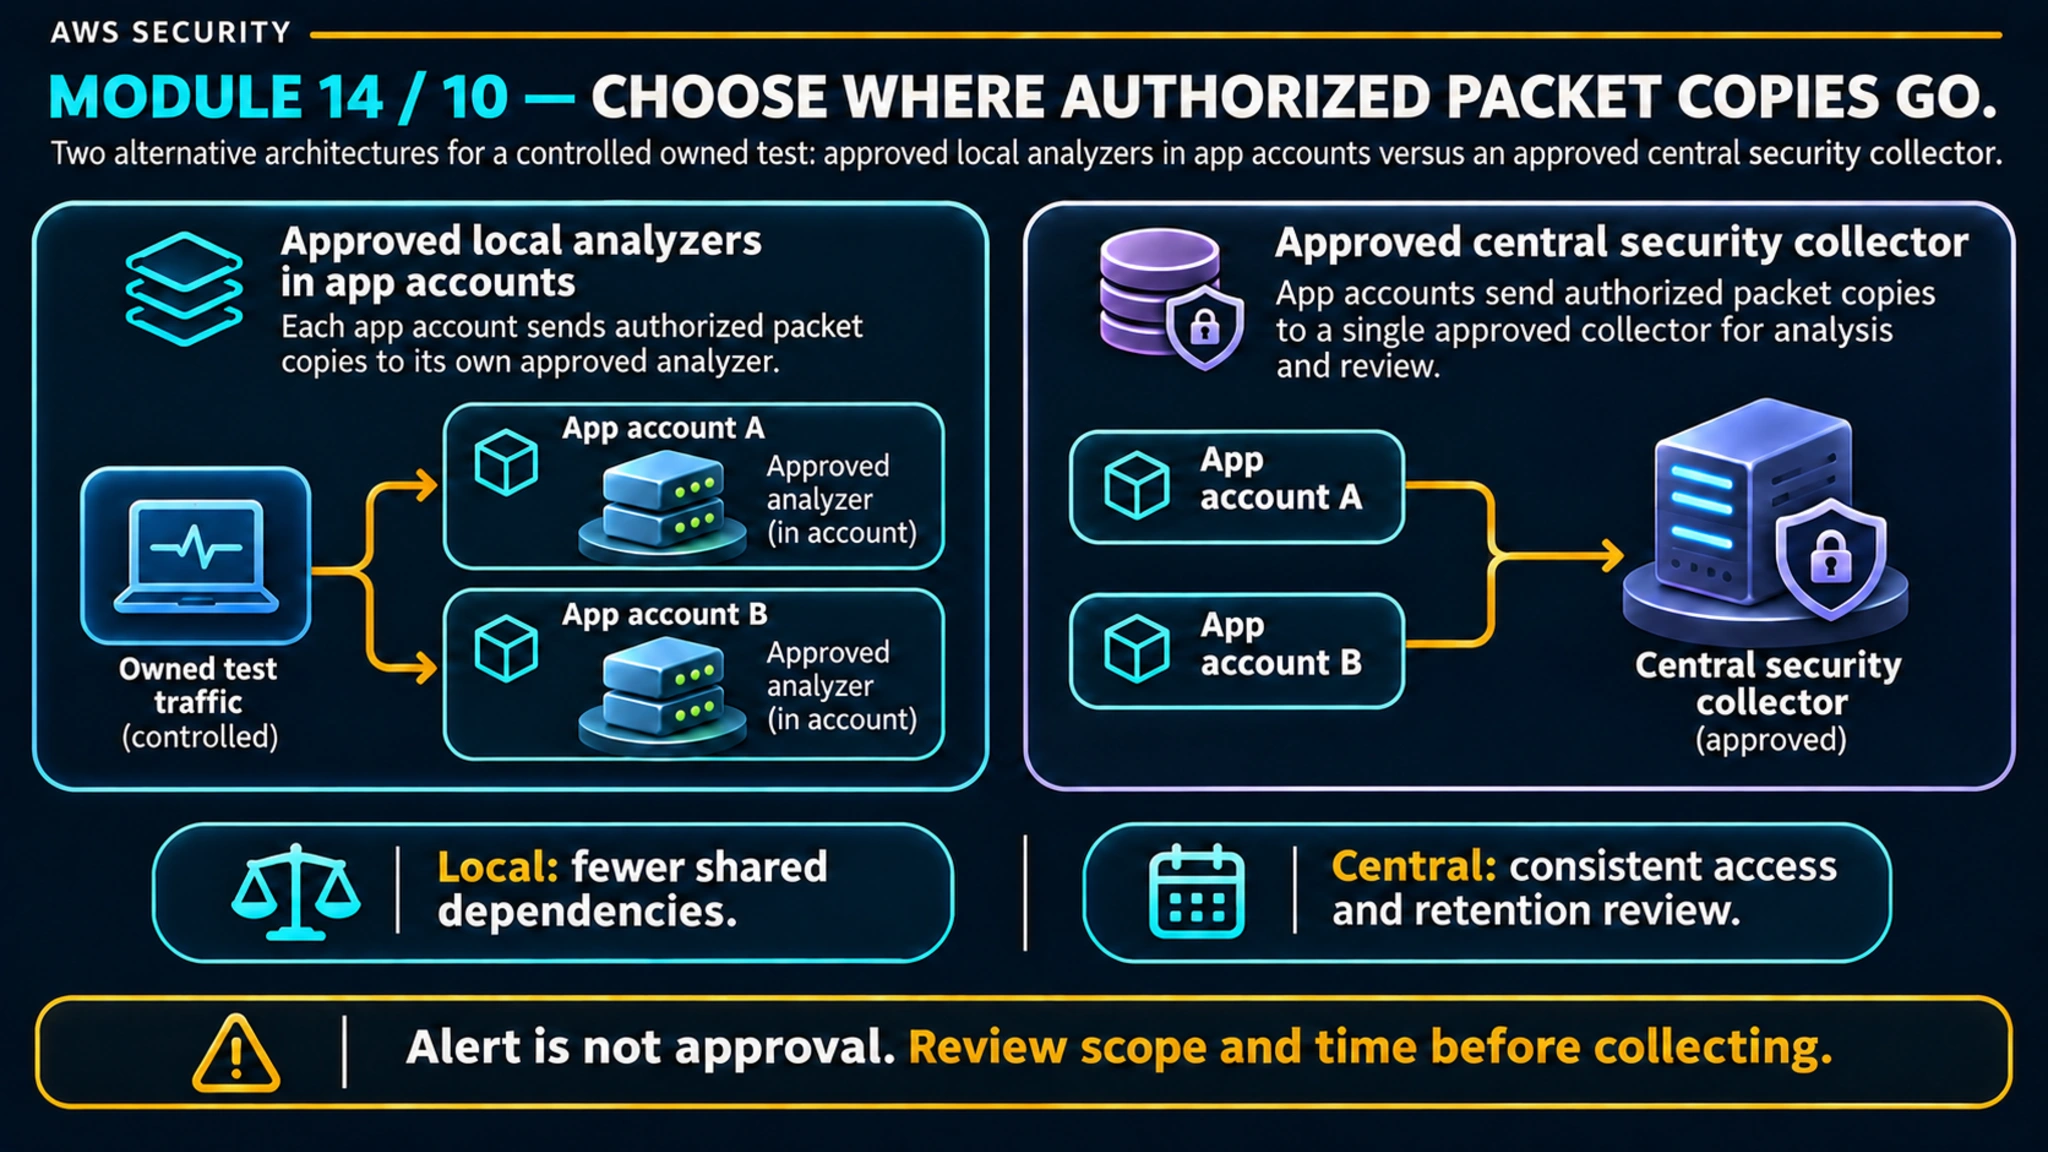 AWS SECURITY
MODULE 14 / 10 — CHOOSE WHERE AUTHORIZED PACKET COPIES GO.
Two alternative architectures for a controlled owned test: approved local analyzers in app accounts versus an approved central security collector.
Approved local analyzers
in app accounts
Each app account sends authorized packet
copies to its own approved analyzer.
Owned test
traffic
(controlled)
App account A
Approved
analyzer
(in account)
App account B
Approved
analyzer
(in account)
Approved central security collector
App accounts send authorized packet copies
to a single approved collector for analysis
and review.
App
account A
App
account B
Central security
collector
(approved)
Local: fewer shared
dependencies.
Central: consistent access
and retention review.
Alert is not approval. Review scope and time before collecting.